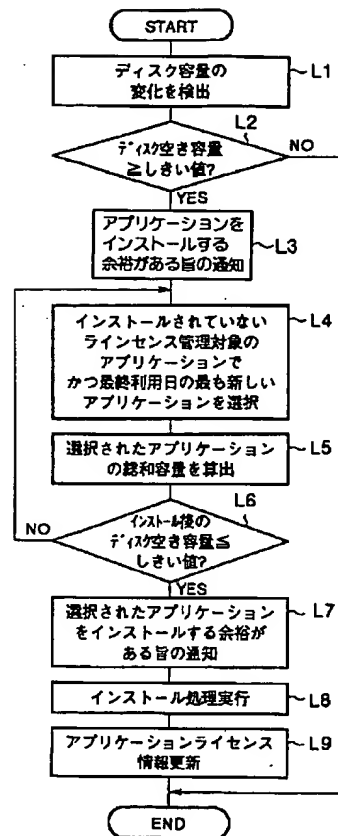 START
ディスク容量の
変化を検出
L1
L2
ディスク空き容量
≧しきい値?
NO
YES
アプリケーションを
インストールする
余裕がある旨の通知
L3
インストールされていない
ラインセンス管理対象の
アプリケーションで
かつ最終利用日の最も新しい
アプリケーションを選択
L4
選択されたアプリケーション
の総和容量を算出
L5
L6
インストール後の
ディスク空き容量≦
しきい値?
NO
YES
選択されたアプリケーション
をインストールする余裕が
ある旨の通知
L7
インストール処理実行
L8
アプリケーションライセンス
情報更新
L9
END